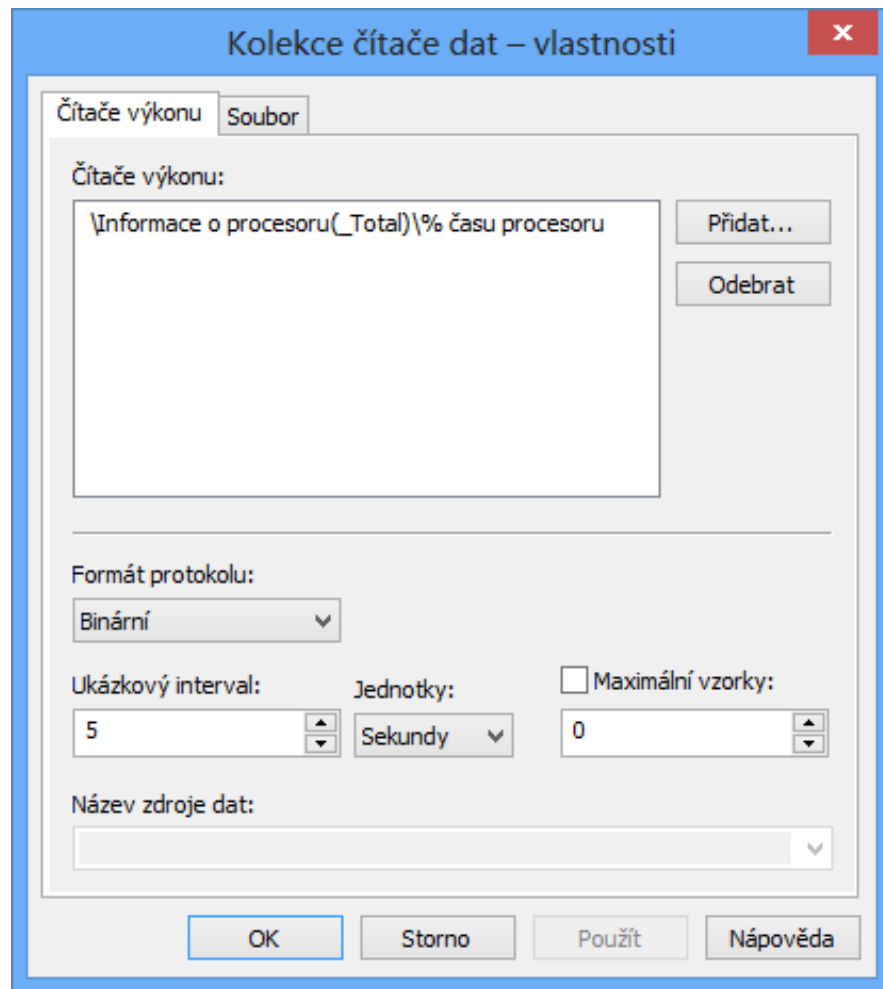 Kolekce čítače dat – vlastnosti
Čítače výkonu
Soubor
Čítače výkonu:
\Informace o procesoru(_Total)\% času procesoru
Přidat...
Odebrat
Formát protokolu:
Binární
Ukázkový interval:
Jednotky:
Maximální vzorky:
5
Sekundy
0
Název zdroje dat:
OK
Storno
Použít
Nápověda